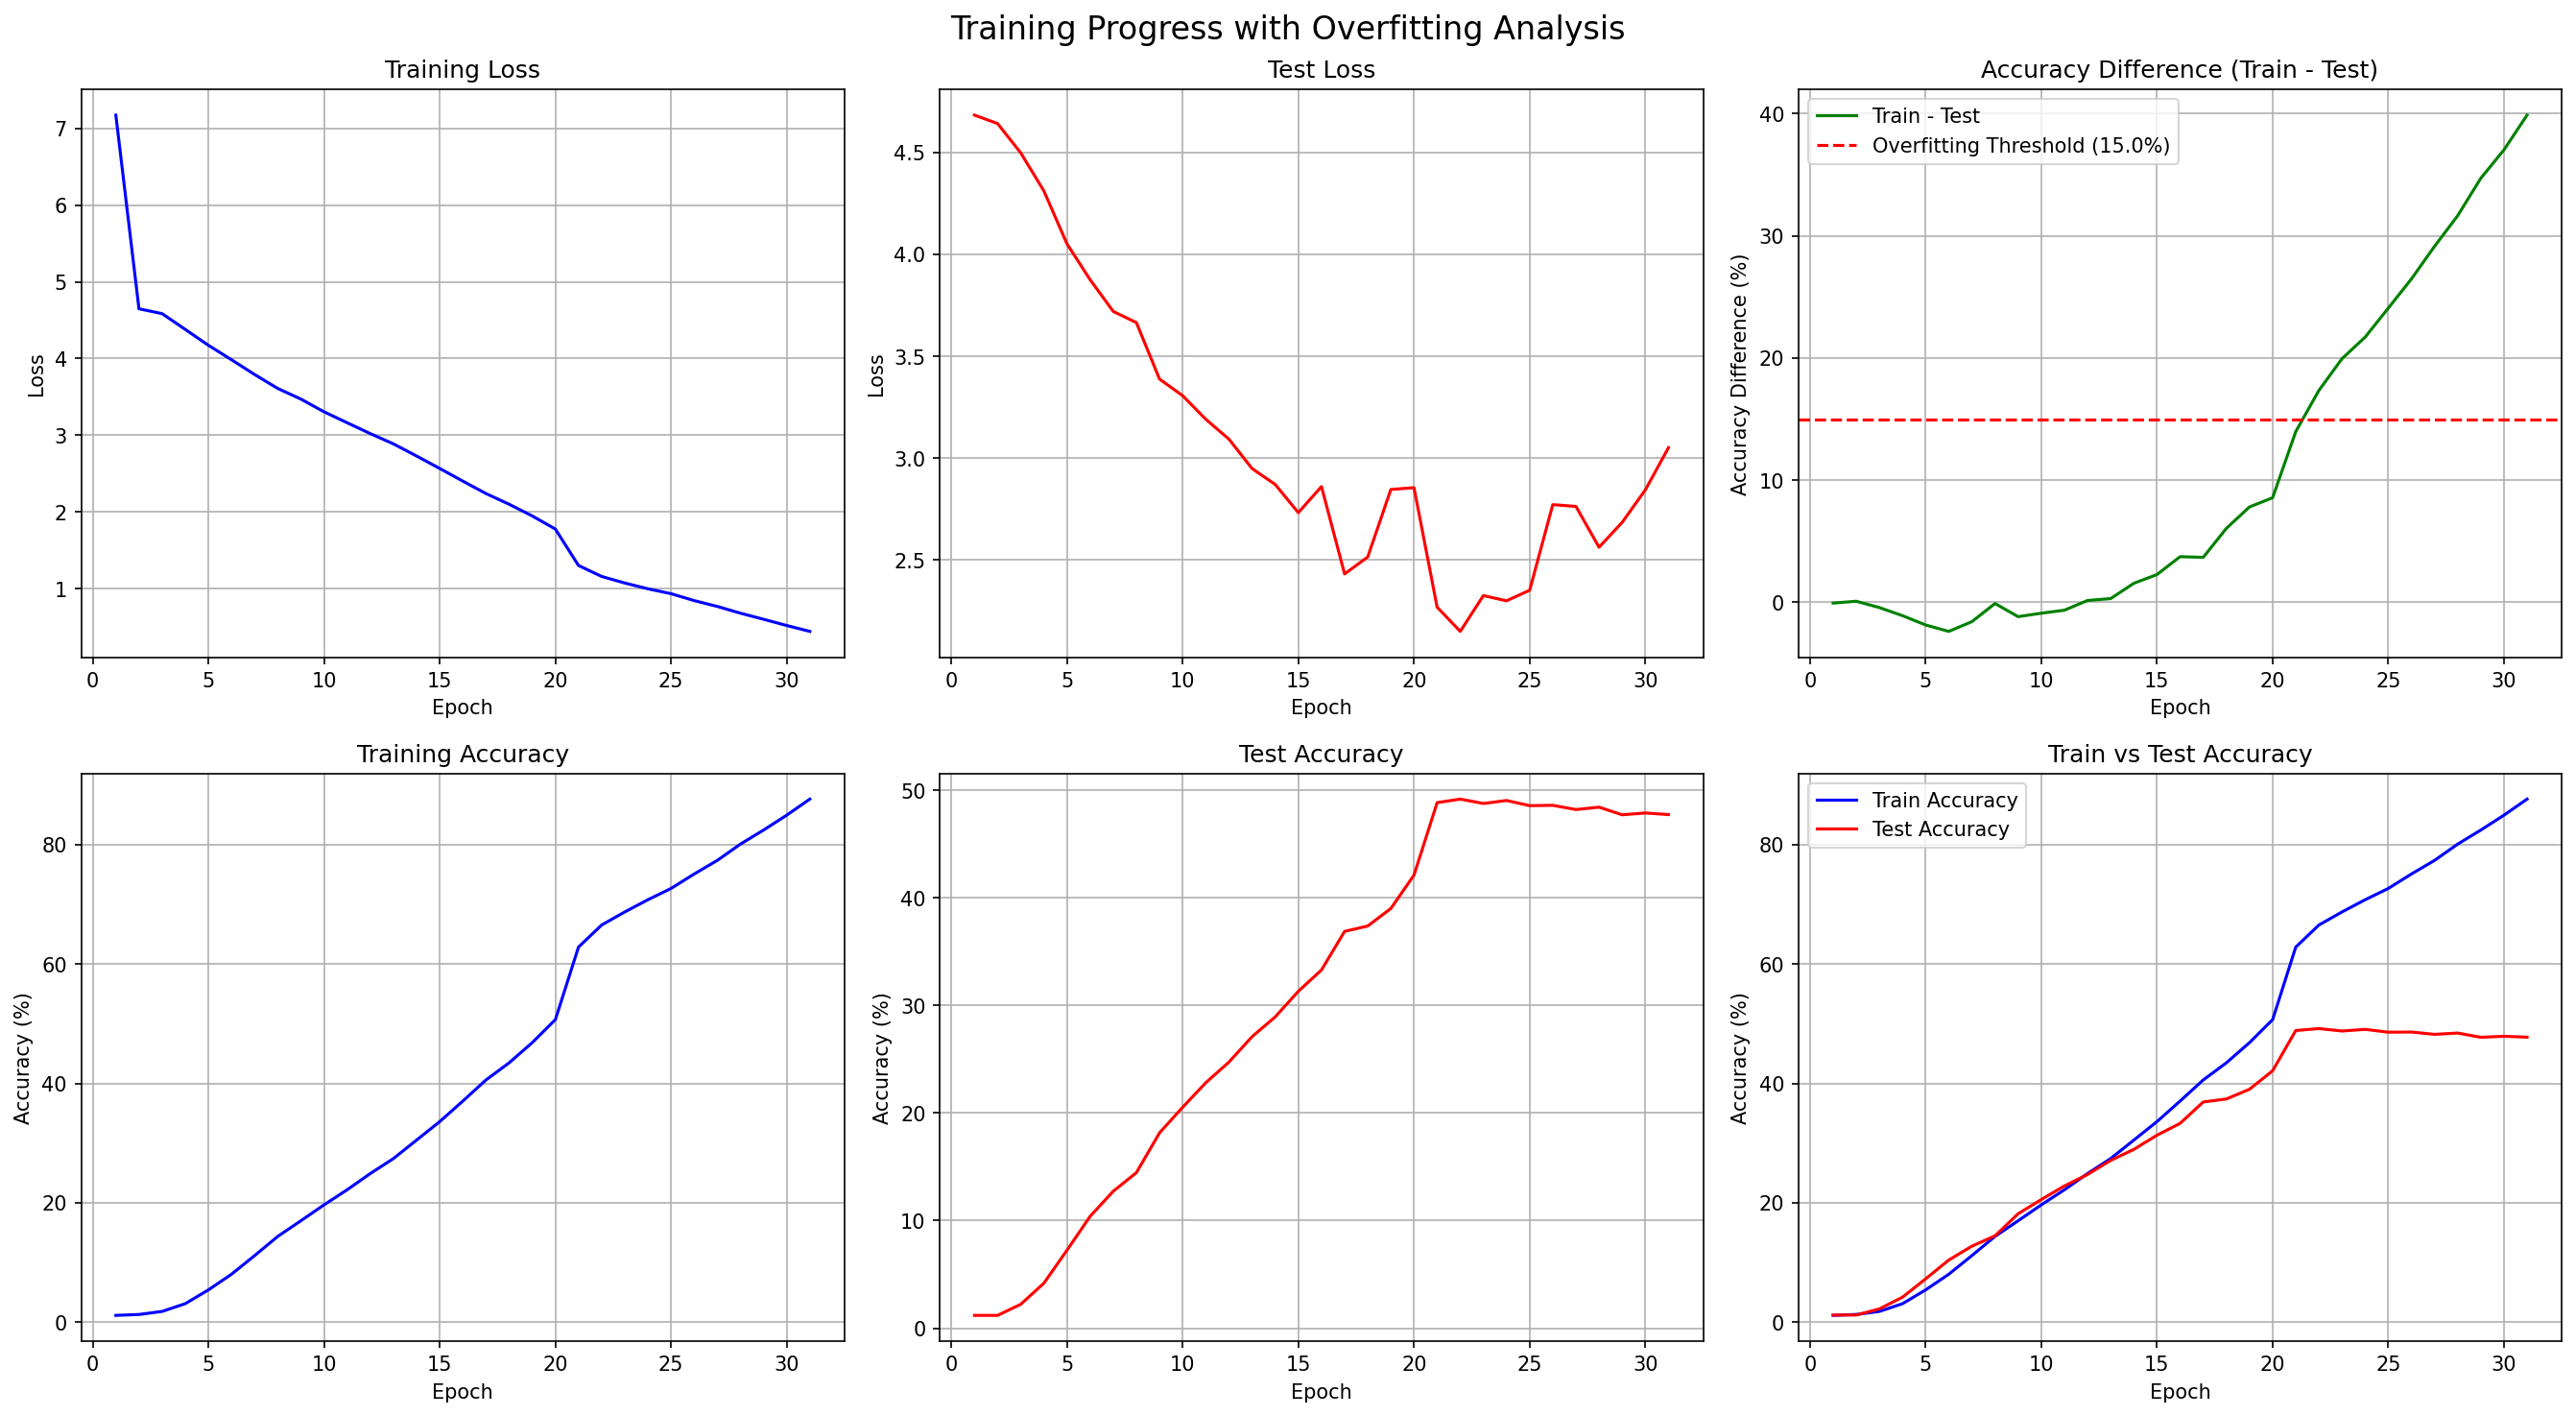 Training Progress with Overfitting Analysis
Training Loss
Loss
7
6
5
4
3
2
1
0 5 10 15 20 25 30
Epoch
Test Loss
Loss
4.5
4.0
3.5
3.0
2.5
0 5 10 15 20 25 30
Epoch
Accuracy Difference (Train - Test)
Train - Test
Overfitting Threshold (15.0%)
Accuracy Difference (%)
40
30
20
10
0
0 5 10 15 20 25 30
Epoch
Training Accuracy
Accuracy (%)
80
60
40
20
0
0 5 10 15 20 25 30
Epoch
Test Accuracy
Accuracy (%)
50
40
30
20
10
0
0 5 10 15 20 25 30
Epoch
Train vs Test Accuracy
Train Accuracy
Test Accuracy
Accuracy (%)
80
60
40
20
0
0 5 10 15 20 25 30
Epoch